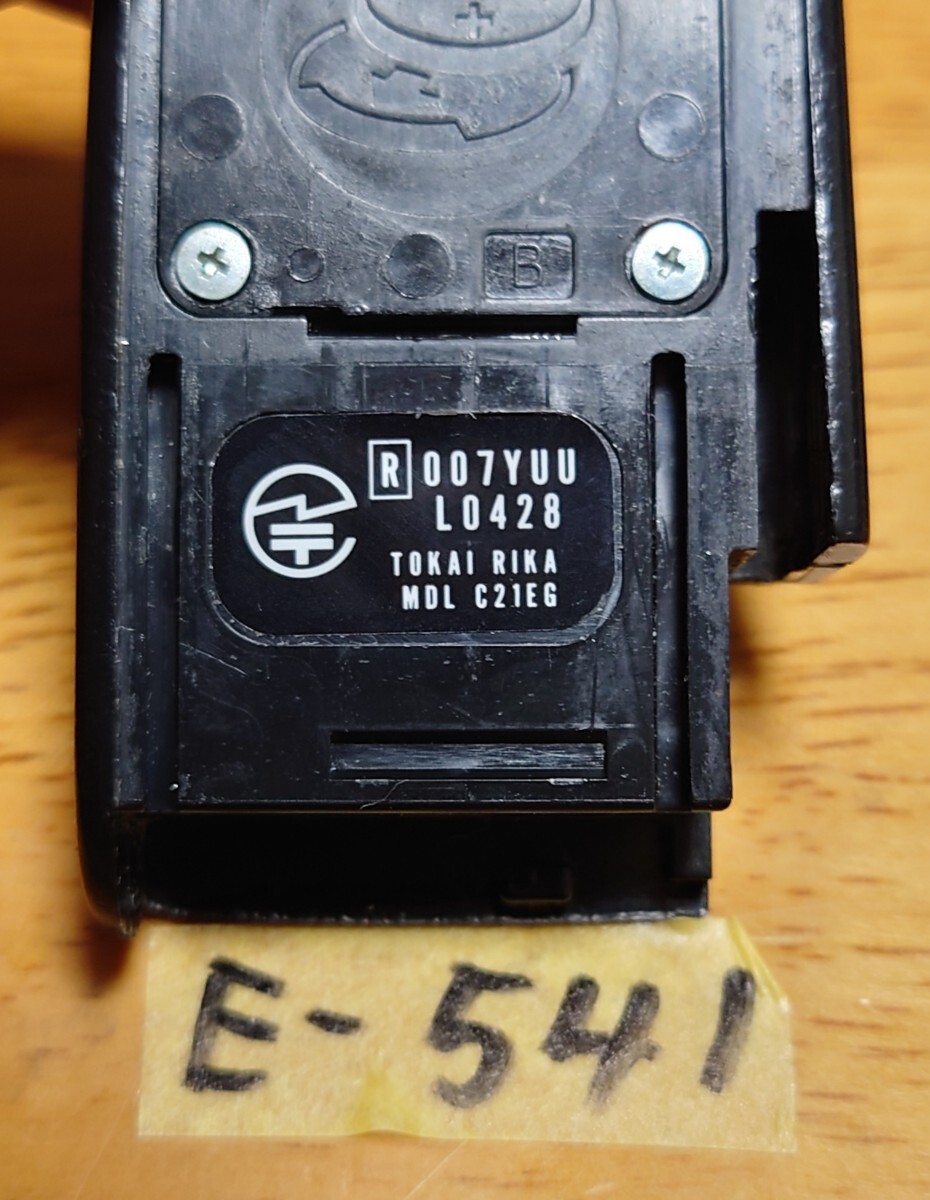 +
B
R 007YUU
L0428
TOKAI RIKA
MDL C21EG
E-541